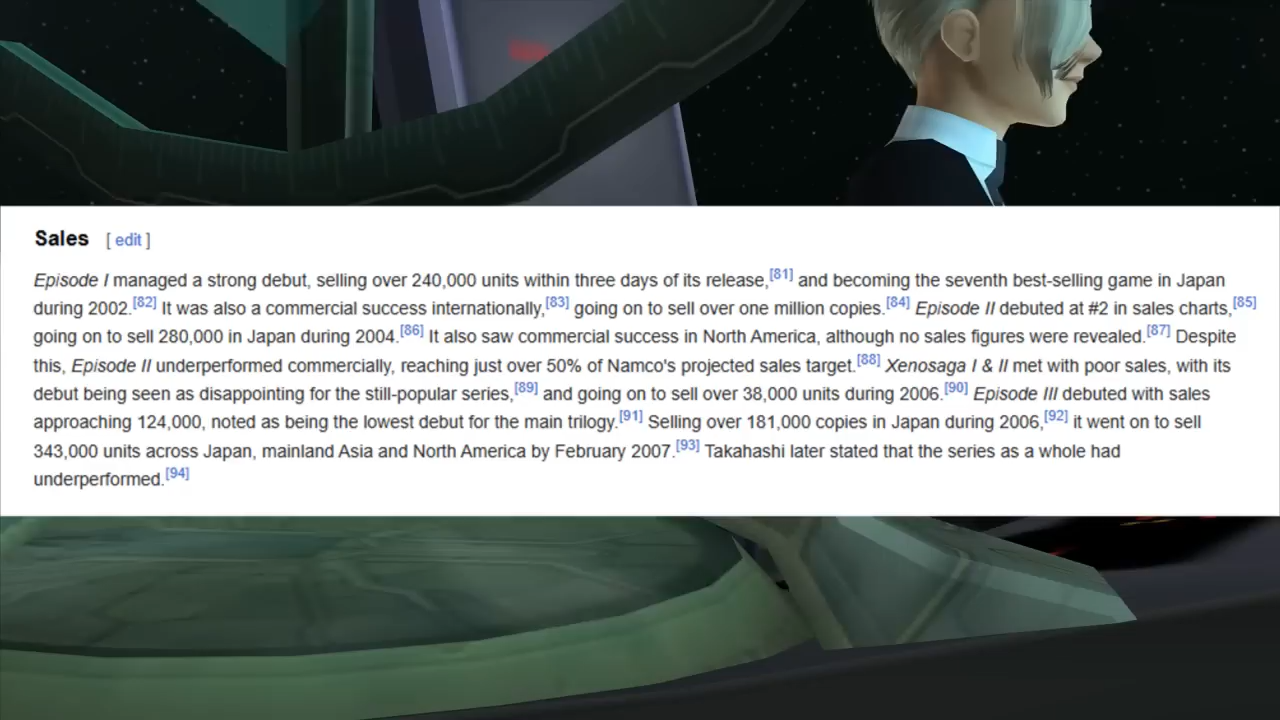 Sales [ edit ]
Episode I managed a strong debut, selling over 240,000 units within three days of its release,[81] and becoming the seventh best-selling game in Japan
during 2002.[82] It was also a commercial success internationally,[83] going on to sell over one million copies.[84] Episode II debuted at #2 in sales charts,[85]
going on to sell 280,000 in Japan during 2004.[86] It also saw commercial success in North America, although no sales figures were revealed.[87] Despite
this, Episode II underperformed commercially, reaching just over 50% of Namco's projected sales target.[88] Xenosaga I & II met with poor sales, with its
debut being seen as disappointing for the still-popular series,[89] and going on to sell over 38,000 units during 2006.[90] Episode III debuted with sales
approaching 124,000, noted as being the lowest debut for the main trilogy.[91] Selling over 181,000 copies in Japan during 2006,[92] it went on to sell
343,000 units across Japan, mainland Asia and North America by February 2007.[93] Takahashi later stated that the series as a whole had
underperformed.[94]